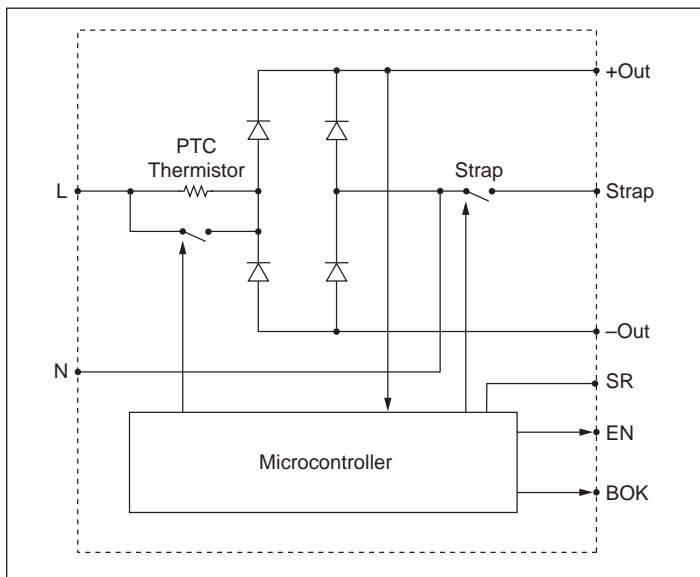 +Out
PTC
Thermistor
Strap
L
Strap
–Out
N
SR
EN
Microcontroller
BOK